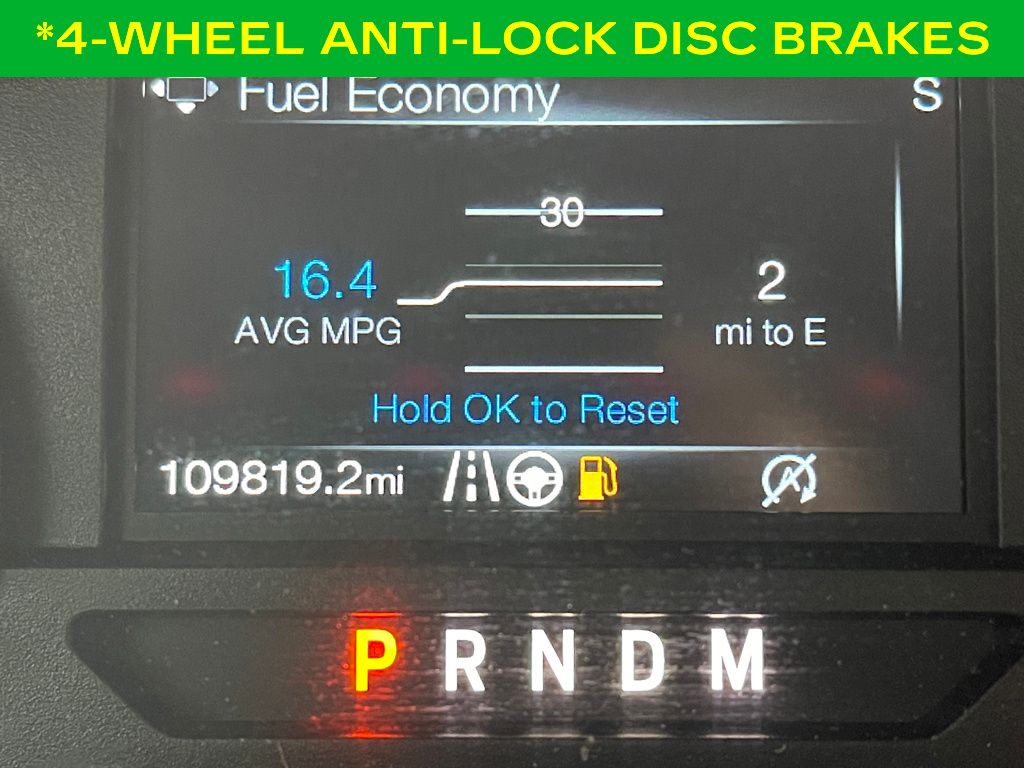 *4-WHEEL ANTI-LOCK DISC BRAKES
Fuel Economy S
30
16.4 2
AVG MPG mi to E
Hold OK to Reset
109819.2mi A
P R N D M